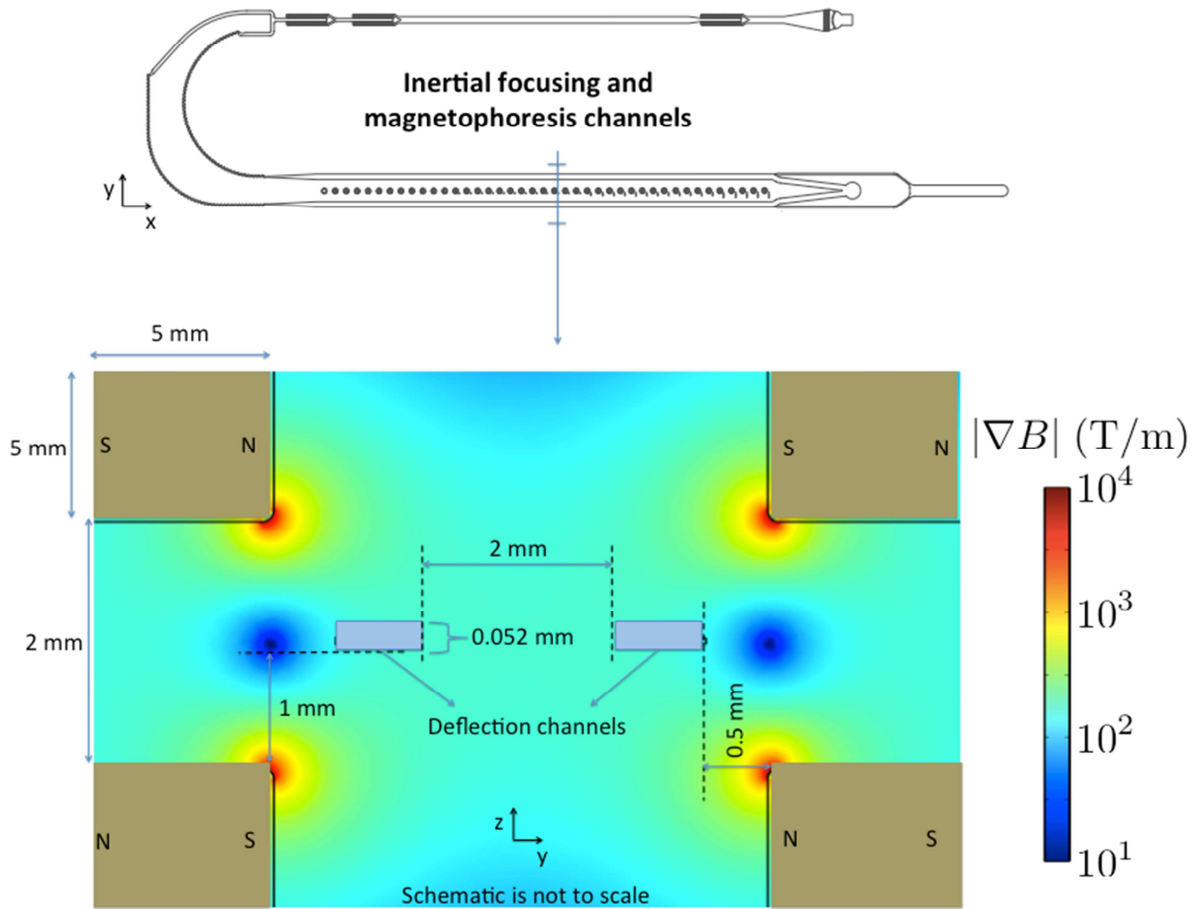 Inertial focusing and
magnetophoresis channels
y
x
5 mm
5 mm
S N
S N
|∇B| (T/m)
10^4
10^3
10^2
10^1
2 mm
2 mm
0.052 mm
1 mm
Deflection channels
0.5 mm
N S
z
y
N S
Schematic is not to scale